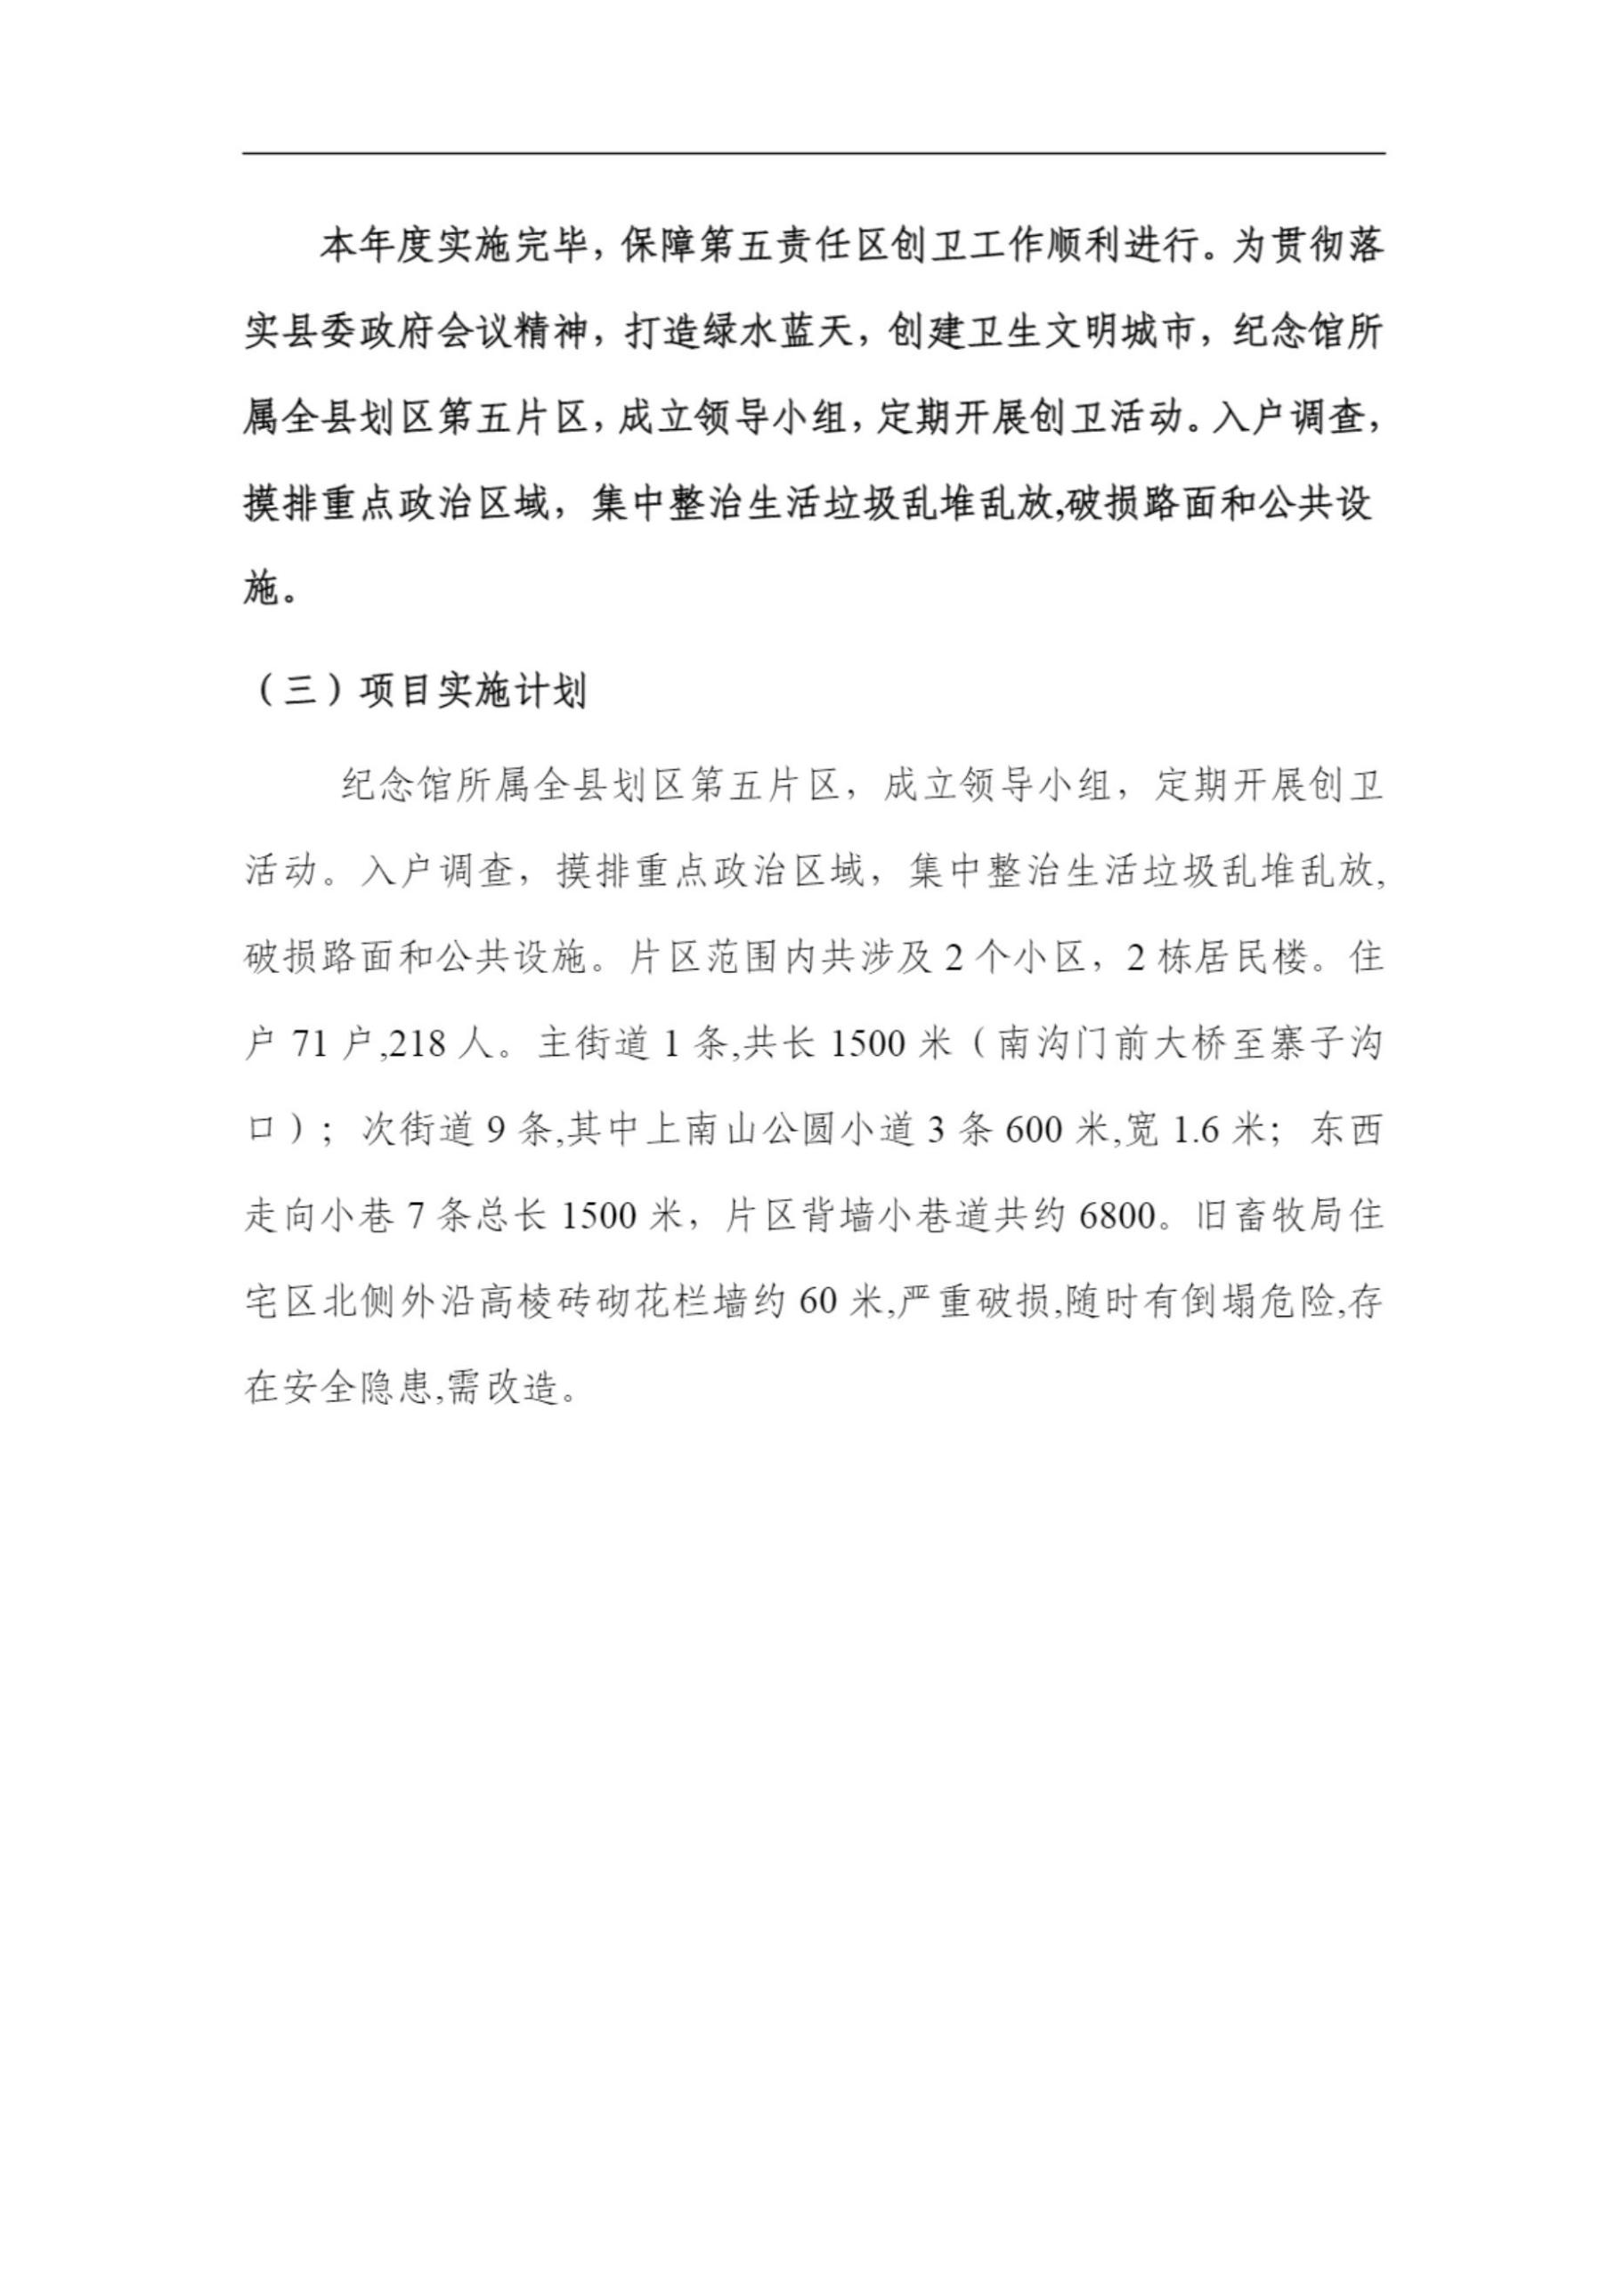 本年度实施完毕，保障第五责任区创卫工作顺利进行。为贯彻落
实县委政府会议精神，打造绿水蓝天，创建卫生文明城市，纪念馆所
属全县划区第五片区，成立领导小组，定期开展创卫活动。入户调查，
摸排重点政治区域，集中整治生活垃圾乱堆乱放,破损路面和公共设
施。
（三）项目实施计划
纪念馆所属全县划区第五片区，成立领导小组，定期开展创卫
活动。入户调查，摸排重点政治区域，集中整治生活垃圾乱堆乱放,
破损路面和公共设施。片区范围内共涉及 2 个小区，2 栋居民楼。住
户 71 户,218 人。主街道 1 条,共长 1500 米（南沟门前大桥至寨子沟
口）；次街道 9 条,其中上南山公圆小道 3 条 600 米,宽 1.6 米；东西
走向小巷 7 条总长 1500 米，片区背墙小巷道共约 6800。旧畜牧局住
宅区北侧外沿高棱砖砌花栏墙约 60 米,严重破损,随时有倒塌危险,存
在安全隐患,需改造。